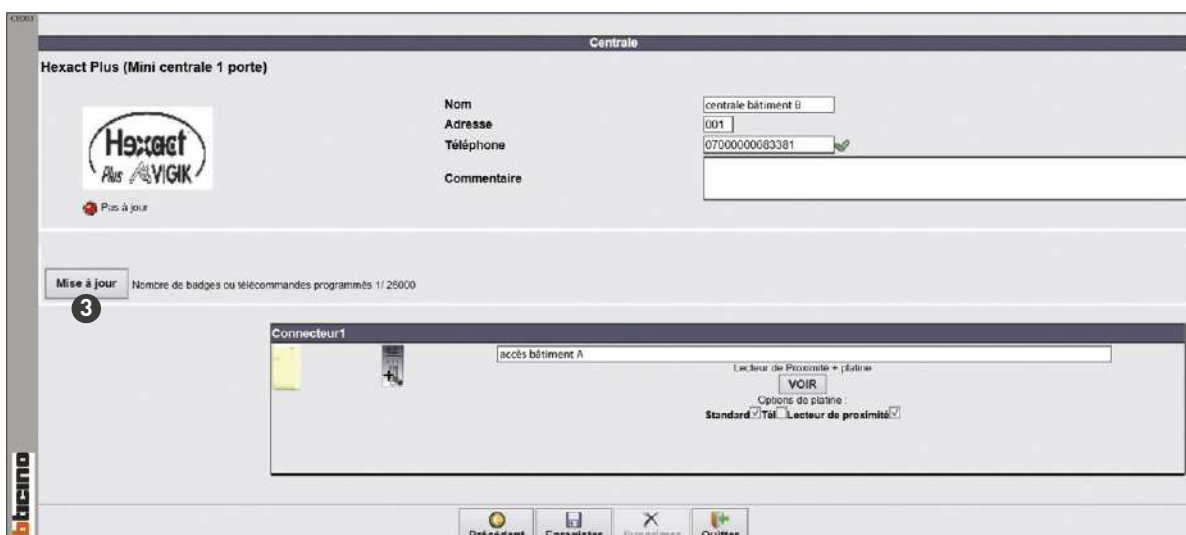 CE003
Centrale
Hexact Plus (Mini centrale 1 porte)
Nom
centrale bâtiment B
Adresse
001
Téléphone
07000000083381
Commentaire
Hexact
Plus VIGIK
Pas à jour
Mise à jour
Nombre de badges ou télécommandes programmés 1/ 26000
3
Connecteur1
accès bâtiment A
Lecteur de Proximité + platine
VOIR
Options de platine :
Standard Tél Lecteur de proximité
bticino
Précédent Enregistrer Supprimer Quitter